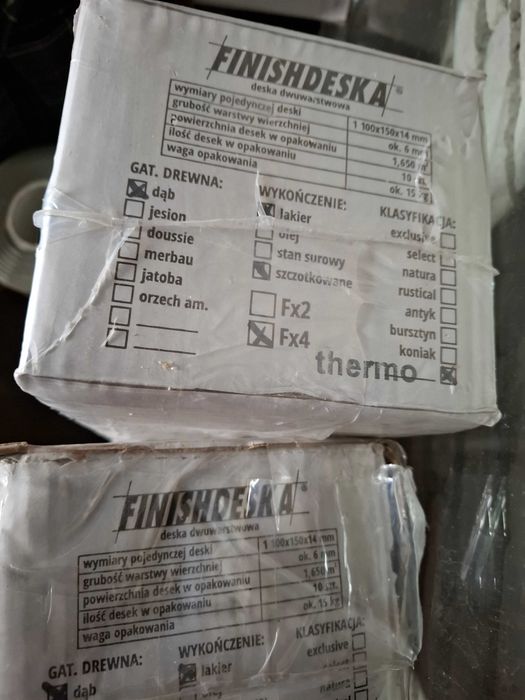 FINISHDESKA®
deska dwuwarstwowa
wymiary pojedynczej deski 1 100x150x14 mm
grubość warstwy wierzchniej ok. 6 mm
powierzchnia desek w opakowaniu 1,650 m²
ilość desek w opakowaniu 10 szt.
waga opakowania ok. 15 kg
GAT. DREWNA:
dąb
jesion
doussie
merbau
jatoba
orzech am.
WYKOŃCZENIE:
lakier
olej
stan surowy
szczotkowane
Fx2
Fx4
KLASYFIKACJA:
exclusive
select
natura
rustical
antyk
bursztyn
koniak
thermo
FINISHDESKA®
deska dwuwarstwowa
wymiary pojedynczej deski 1 100x150x14 mm
grubość warstwy wierzchniej ok. 6 mm
powierzchnia desek w opakowaniu 1,650 m²
ilość desek w opakowaniu 10 szt.
waga opakowania ok. 15 kg
GAT. DREWNA:
dąb
WYKOŃCZENIE:
lakier
KLASYFIKACJA:
exclusive
select
natura